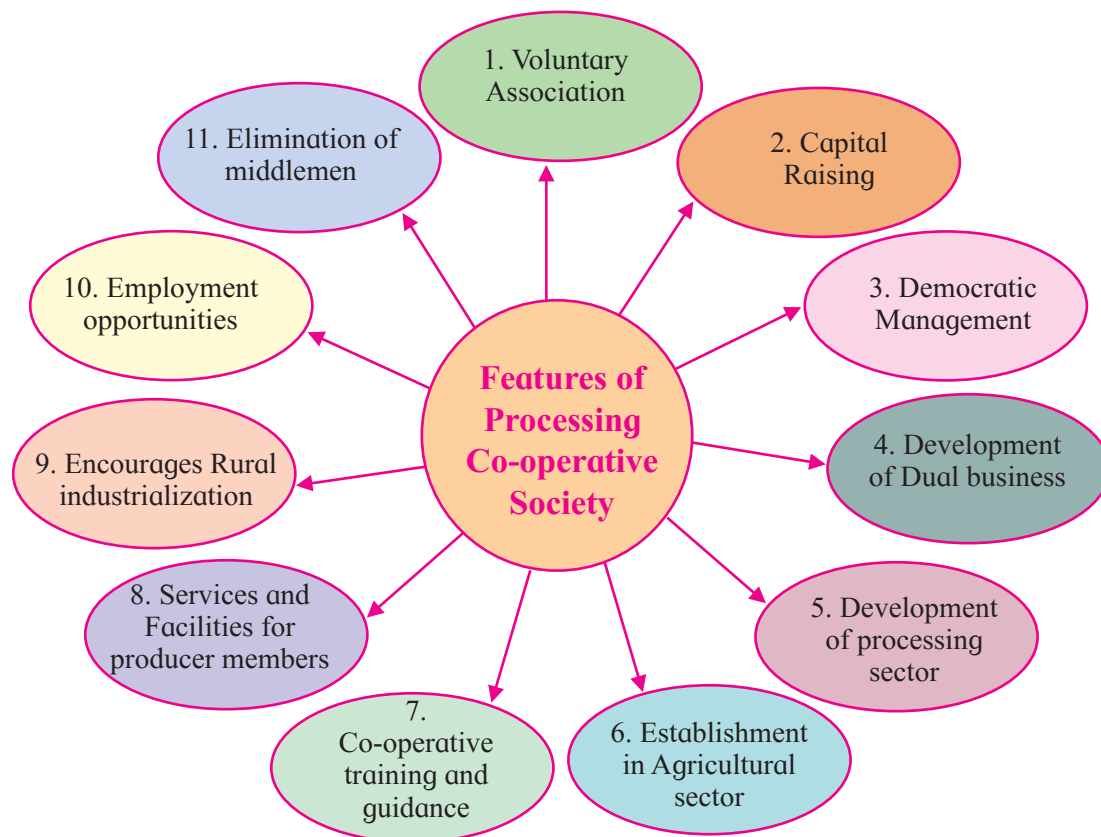 1. Voluntary
Association
2. Capital
Raising
3. Democratic
Management
4. Development
of Dual business
5. Development
of processing
sector
6. Establishment
in Agricultural
sector
7.
Co-operative
training and
guidance
8. Services and
Facilities for
producer members
9. Encourages Rural
industrialization
10. Employment
opportunities
11. Elimination of
middlemen
Features of
Processing
Co-operative
Society